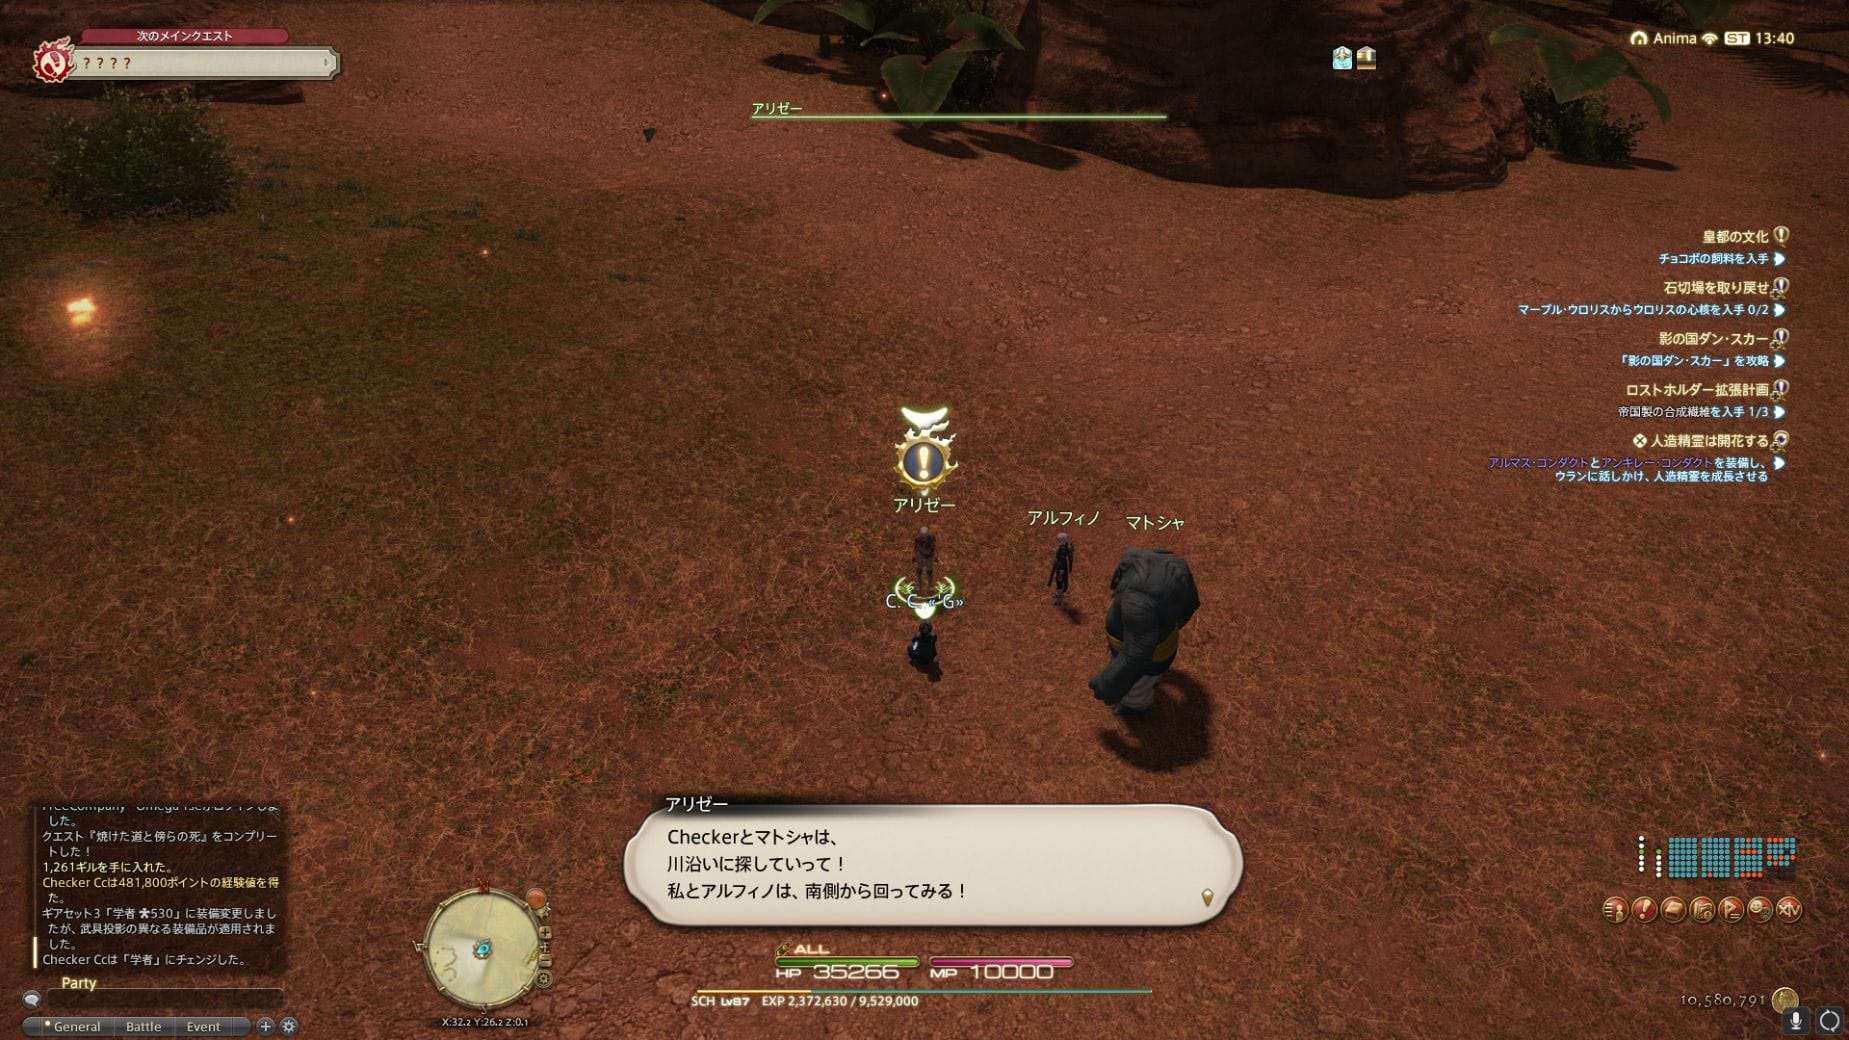 次のメインクエスト
????
アリゼー
Anima ST 13:40
皇都の文化
チョコボの飼料を入手
石切場を取り戻せ
マーブル・ウロリスからウロリスの心核を入手 0/2
影の国ダン・スカー
「影の国ダン・スカー」を攻略
ロストホルダー拡張計画
帝国製の合成繊維を入手 1/3
人造精霊は開花する
アルマス・コンダクトとアンキレー・コンダクトを装備し、
ウランに話しかけ、人造精霊を成長させる
アリゼー
アルフィノ
マトシャ
アリゼー
Checkerとマトシャは、
川沿いに探していって！
私とアルフィノは、南側から回ってみる！
した。
クエスト『焼けた道と傍らの死』をコンプリー
トした！
1,261ギルを手に入れた。
Checker Ccは481,800ポイントの経験値を得
た。
ギアセット3「学者 ★530」に装備変更しまし
たが、武具投影の異なる装備品が適用されま
した。
Checker Ccは「学者」にチェンジした。
Party
General Battle Event
X:32.2 Y:26.2 Z:0.1
ALL
HP 35266 MP 10000
SCH Lv87 EXP 2,372,630 / 9,529,000
10,580,791
XIV